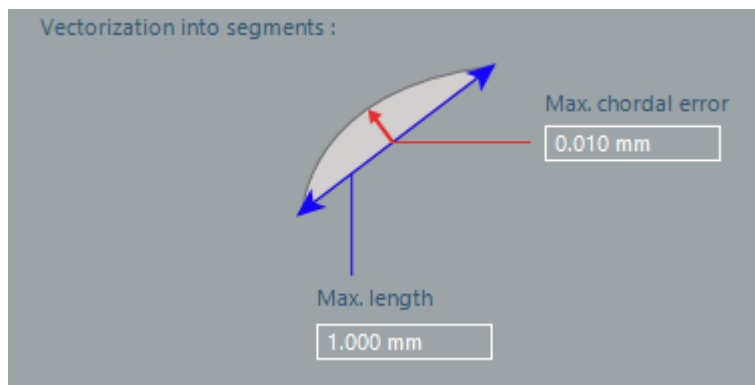 Vectorization into segments :
Max. chordal error
0.010 mm
Max. length
1.000 mm